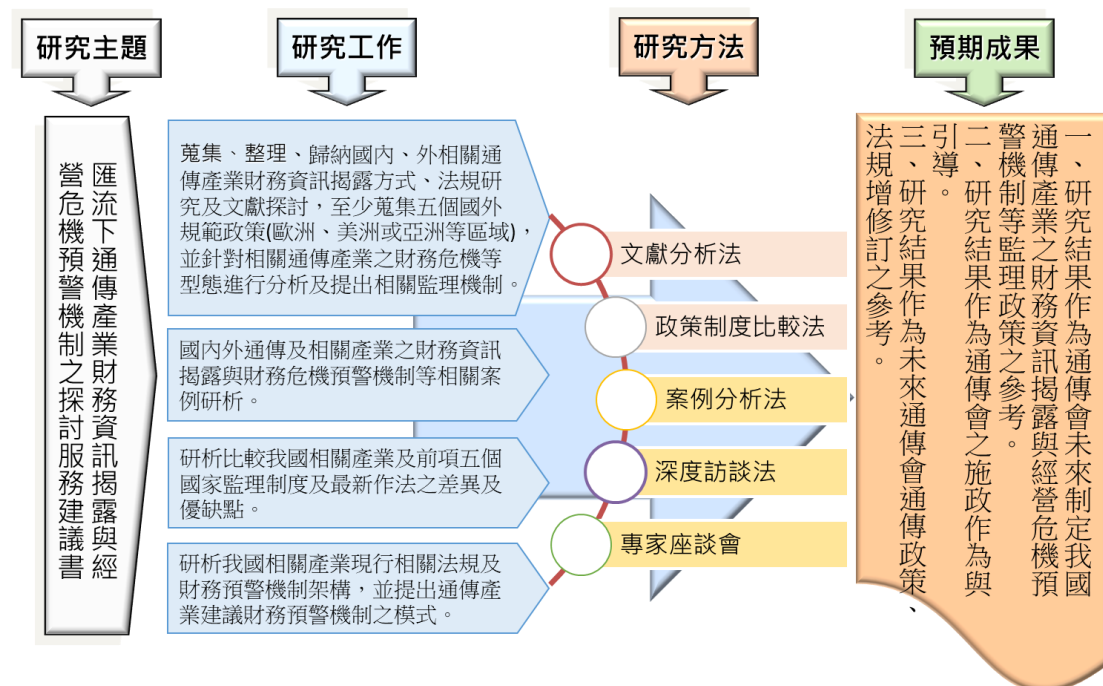 研究主題
研究工作
研究方法
預期成果
匯流下通傳產業財務資訊揭露與經
營危機預警機制之探討服務建議書
蒐集、整理、歸納國內、外相關通
傳產業財務資訊揭露方式、法規研
究及文獻探討，至少蒐集五個國外
規範政策(歐洲、美洲或亞洲等區域)，
並針對相關通傳產業之財務危機等
型態進行分析及提出相關監理機制。
國內外通傳及相關產業之財務資訊
揭露與財務危機預警機制等相關案
例研析。
研析比較我國相關產業及前項五個
國家監理制度及最新作法之差異及
優缺點。
研析我國相關產業現行相關法規及
財務預警機制架構，並提出通傳產
業建議財務預警機制之模式。
文獻分析法
政策制度比較法
案例分析法
深度訪談法
專家座談會
一、研究結果作為通傳會未來制定我國
通傳產業之財務資訊揭露與經營危機預
警機制等監理政策之參考。
二、研究結果作為通傳會之施政作為與
引導。
三、研究結果作為未來通傳會通傳政策、
法規增修訂之參考。